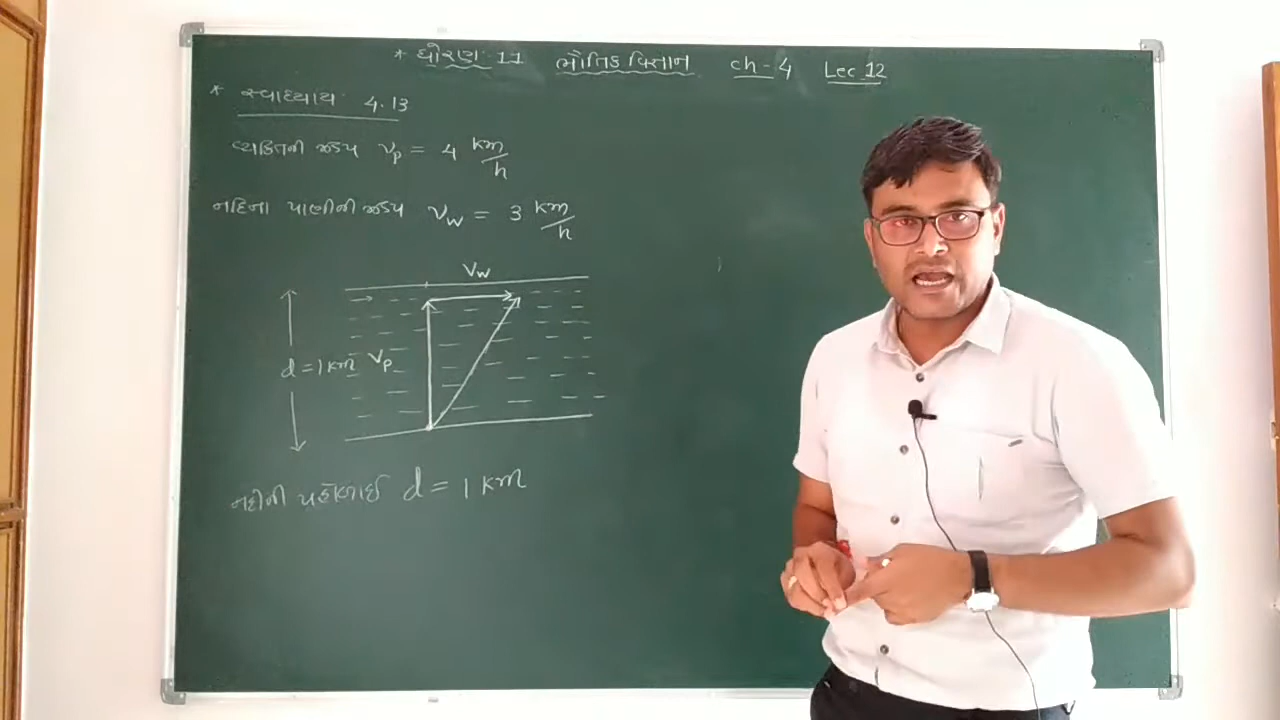 * ધોરણ 11 ભૌતિક વિજ્ઞાન ch-4 Lec 12
* સ્વાધ્યાય 4.13
વ્યક્તિની ઝડપ vp = 4 km/h
નદિના પાણીની ઝડપ vw = 3 km/h
vw
d = 1 km vp
નદીની પહોળાઈ d = 1 km